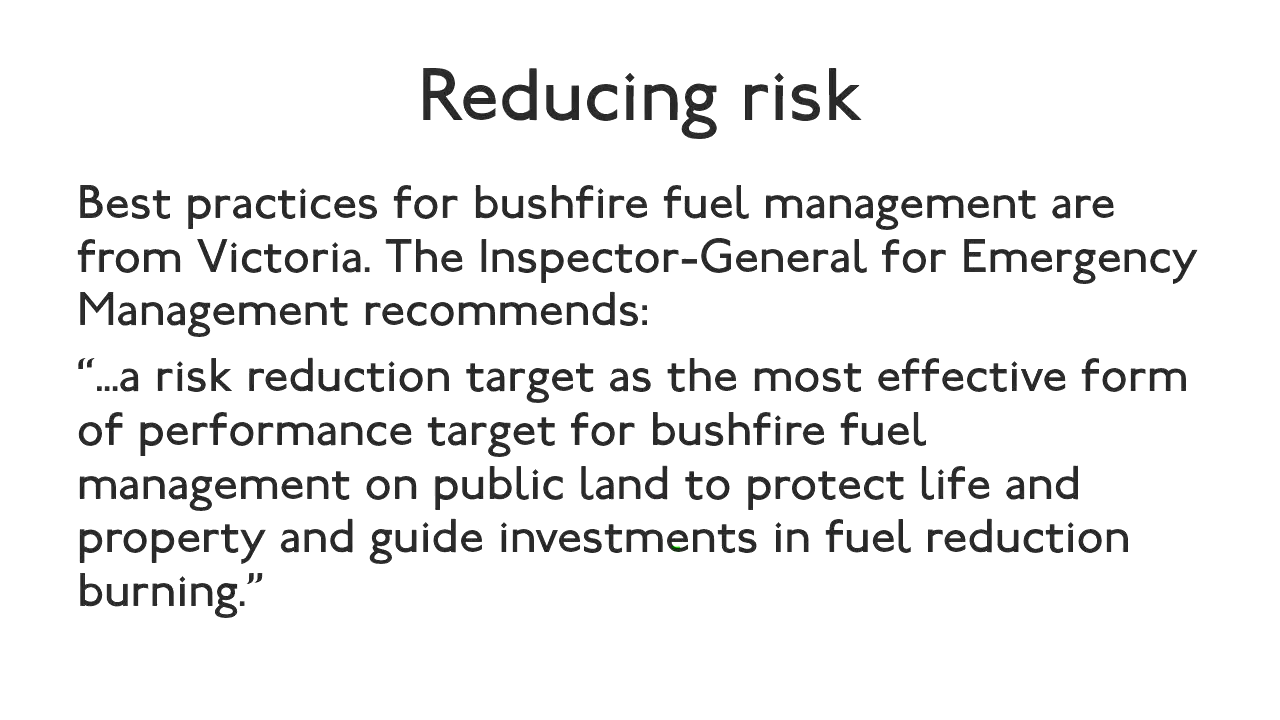 Reducing risk
Best practices for bushfire fuel management are
from Victoria. The Inspector-General for Emergency
Management recommends:
“...a risk reduction target as the most effective form
of performance target for bushfire fuel
management on public land to protect life and
property and guide investments in fuel reduction
burning.”